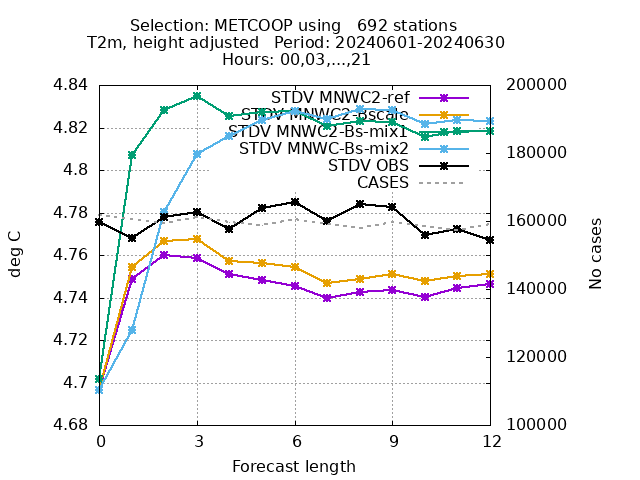 Selection: METCOOP using   692 stations
T2m, height adjusted   Period: 20240601-20240630
Hours: 00,03,...,21
4.84
4.82
4.8
4.78
4.76
4.74
4.72
4.7
4.68
deg C
STDV MNWC2-ref
STDV MNWC2-Bscale
STDV MNWC2-Bs-mix1
STDV MNWC-Bs-mix2
STDV OBS
CASES
200000
180000
160000
140000
120000
100000
No cases
0 3 6 9 12
Forecast length